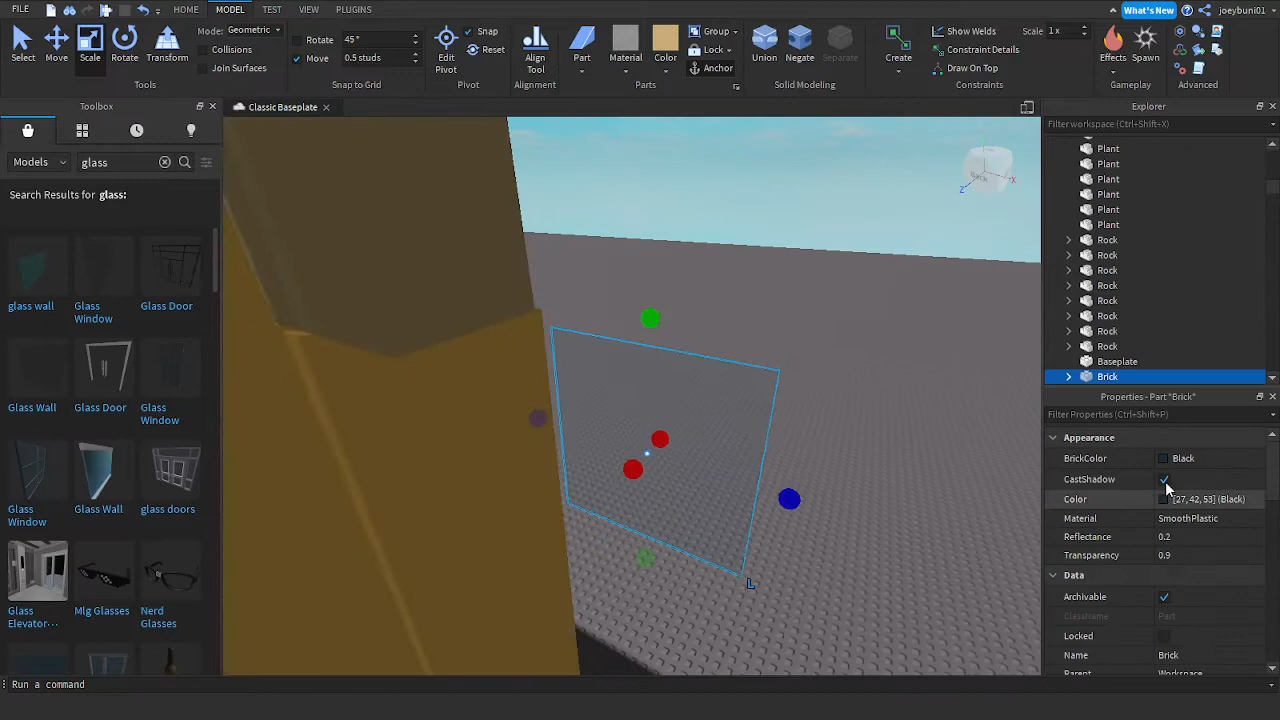 FILE HOME MODEL TEST VIEW PLUGINS What's New joeybuni01
Select Move Scale Rotate Transform
Mode: Geometric
Collisions
Join Surfaces
Tools
Rotate 45°
Move 0.5 studs
Snap to Grid
Edit Pivot
Snap
Reset
Pivot
Align Tool
Alignment
Part Material Color
Group
Lock
Anchor
Parts
Union Negate Separate
Solid Modeling
Create
Show Welds Scale 1x
Constraint Details
Draw On Top
Constraints
Effects Spawn
Gameplay
Advanced
Toolbox
Models glass
Search Results for glass:
glass wall Glass Window Glass Door
Glass Wall Glass Door Glass Window
Glass Window Glass Wall glass doors
Glass Elevator... Mlg Glasses Nerd Glasses
Classic Baseplate
Back
X
Z
L
Explorer
Filter workspace (Ctrl+Shift+X)
Plant
Plant
Plant
Plant
Plant
Plant
Rock
Rock
Rock
Rock
Rock
Rock
Rock
Rock
Baseplate
Brick
Properties - Part "Brick"
Filter Properties (Ctrl+Shift+P)
Appearance
BrickColor Black
CastShadow
Color [27, 42, 53] (Black)
Material SmoothPlastic
Reflectance 0.2
Transparency 0.9
Data
Archivable
ClassName Part
Locked
Name Brick
Parent Workspace
Run a command